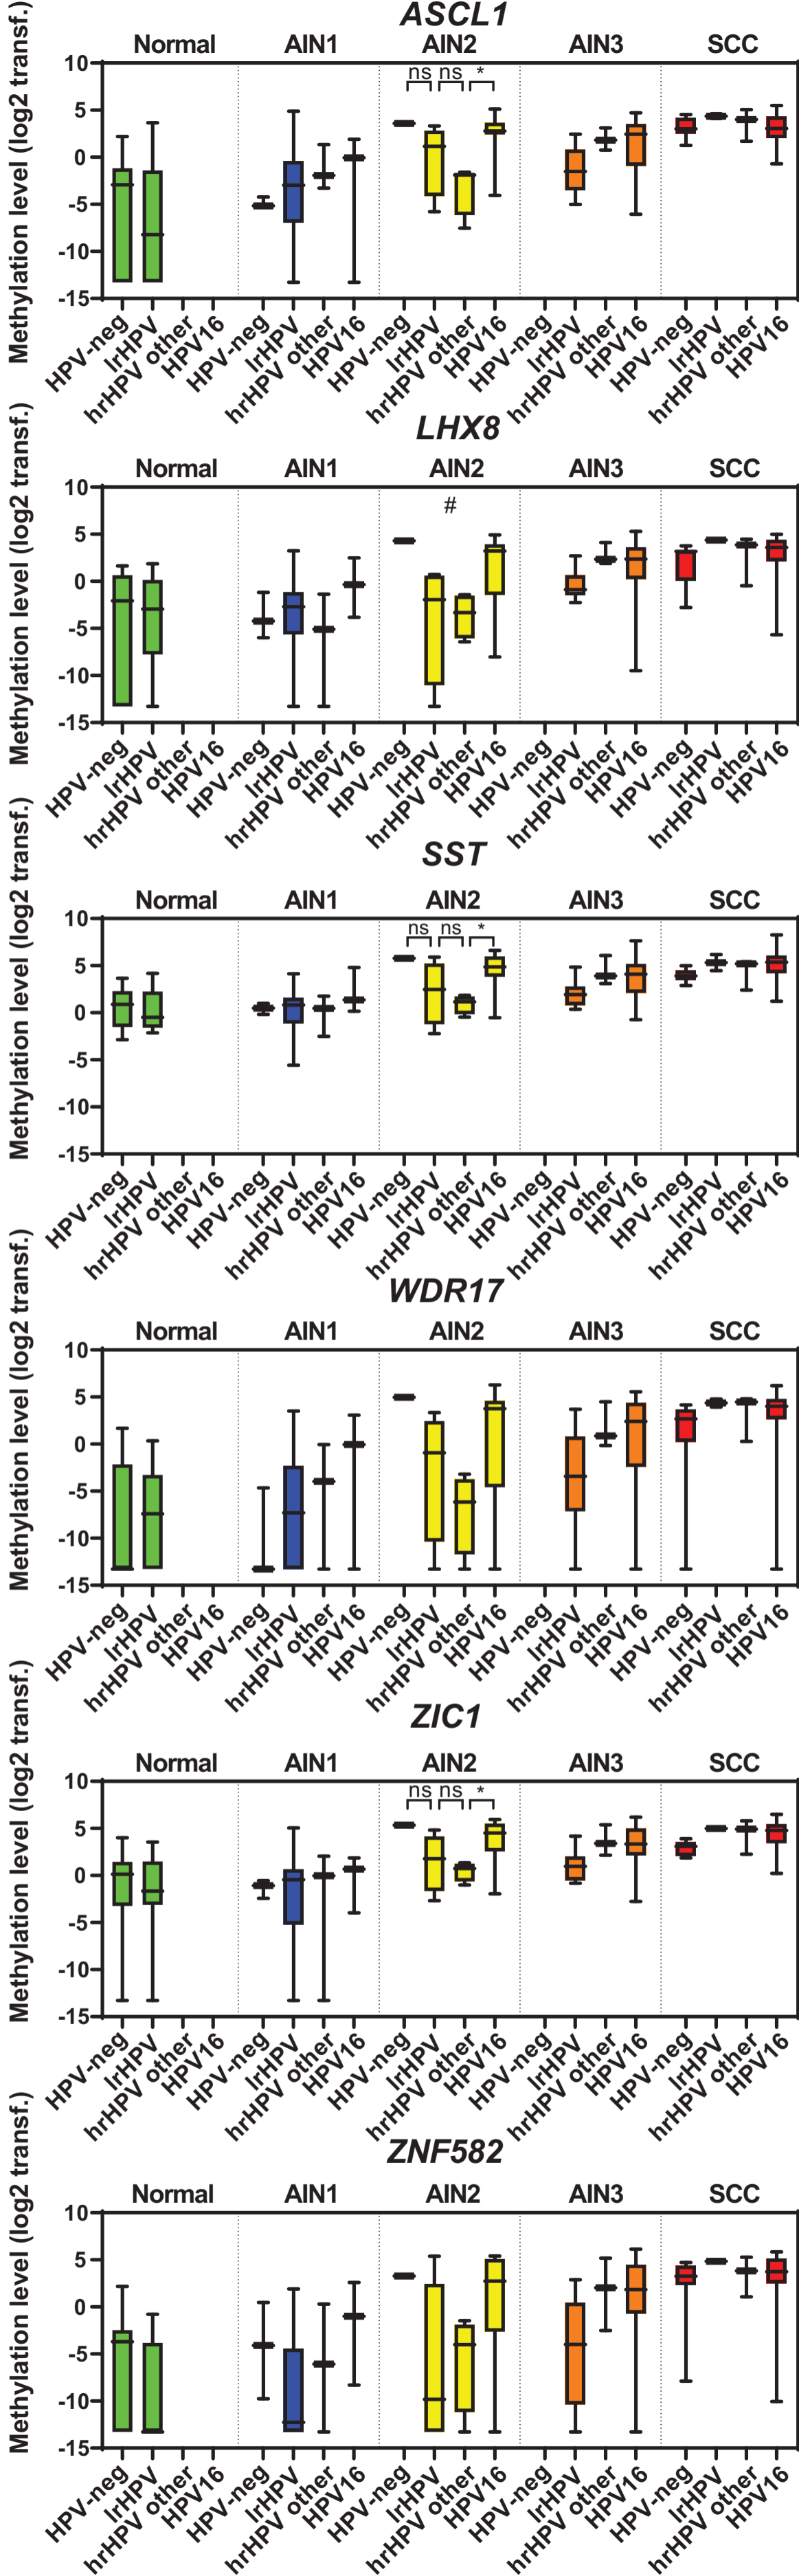 ASCL1
Normal AIN1 AIN2 AIN3 SCC
Methylation level (log2 transf.)
10
ns ns *
5
0
-5
-10
-15
HPV-neg lrHPV hrHPV other HPV16 HPV-neg lrHPV hrHPV other HPV16 HPV-neg lrHPV hrHPV other HPV16 HPV-neg lrHPV hrHPV other HPV16 HPV-neg lrHPV hrHPV other HPV16
LHX8
Normal AIN1 AIN2 AIN3 SCC
Methylation level (log2 transf.)
10
#
5
0
-5
-10
-15
HPV-neg lrHPV hrHPV other HPV16 HPV-neg lrHPV hrHPV other HPV16 HPV-neg lrHPV hrHPV other HPV16 HPV-neg lrHPV hrHPV other HPV16 HPV-neg lrHPV hrHPV other HPV16
SST
Normal AIN1 AIN2 AIN3 SCC
Methylation level (log2 transf.)
10
ns ns *
5
0
-5
-10
-15
HPV-neg lrHPV hrHPV other HPV16 HPV-neg lrHPV hrHPV other HPV16 HPV-neg lrHPV hrHPV other HPV16 HPV-neg lrHPV hrHPV other HPV16 HPV-neg lrHPV hrHPV other HPV16
WDR17
Normal AIN1 AIN2 AIN3 SCC
Methylation level (log2 transf.)
10
5
0
-5
-10
-15
HPV-neg lrHPV hrHPV other HPV16 HPV-neg lrHPV hrHPV other HPV16 HPV-neg lrHPV hrHPV other HPV16 HPV-neg lrHPV hrHPV other HPV16 HPV-neg lrHPV hrHPV other HPV16
ZIC1
Normal AIN1 AIN2 AIN3 SCC
Methylation level (log2 transf.)
10
ns ns *
5
0
-5
-10
-15
HPV-neg lrHPV hrHPV other HPV16 HPV-neg lrHPV hrHPV other HPV16 HPV-neg lrHPV hrHPV other HPV16 HPV-neg lrHPV hrHPV other HPV16 HPV-neg lrHPV hrHPV other HPV16
ZNF582
Normal AIN1 AIN2 AIN3 SCC
Methylation level (log2 transf.)
10
5
0
-5
-10
-15
HPV-neg lrHPV hrHPV other HPV16 HPV-neg lrHPV hrHPV other HPV16 HPV-neg lrHPV hrHPV other HPV16 HPV-neg lrHPV hrHPV other HPV16 HPV-neg lrHPV hrHPV other HPV16